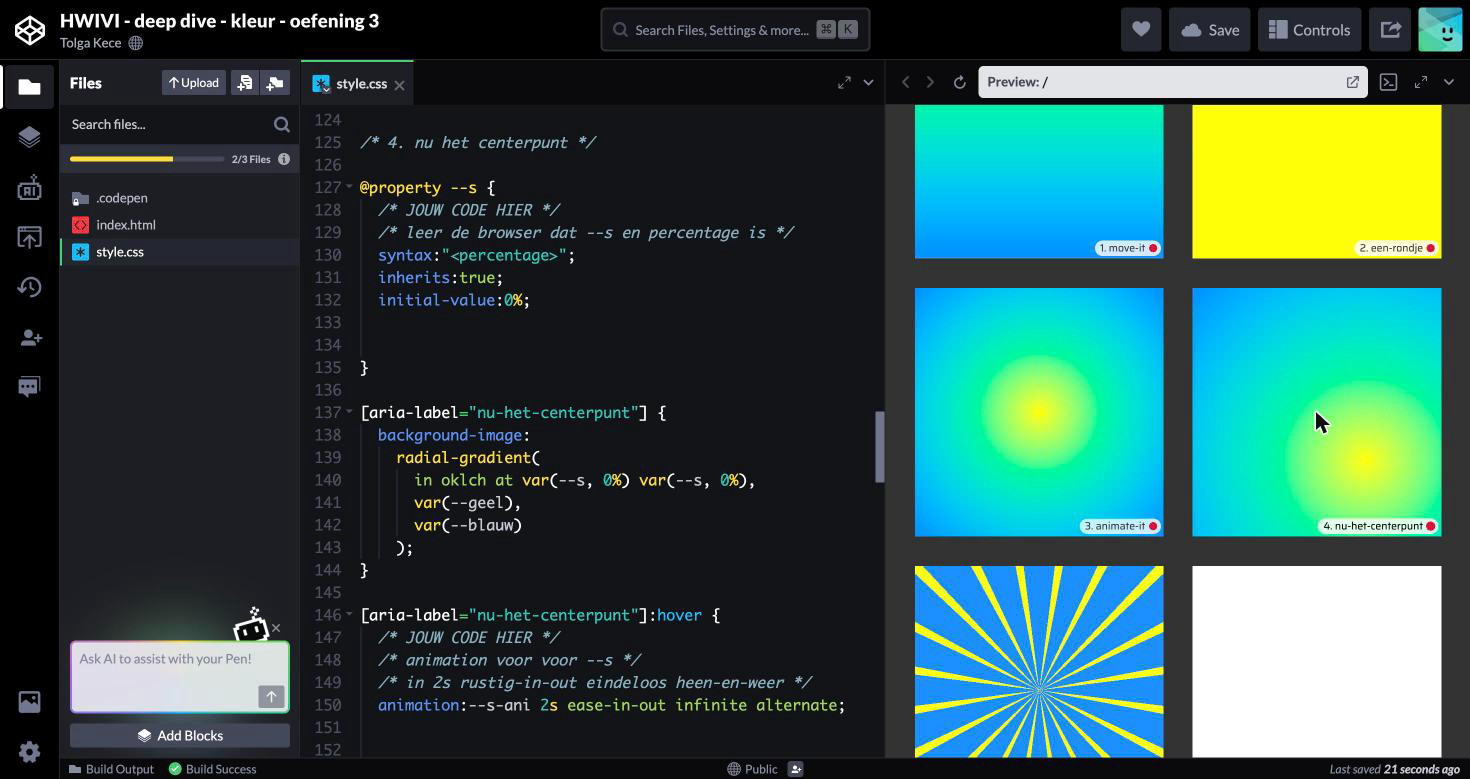 HWIVI - deep dive - kleur - oefening 3
Tolga Kece
Search Files, Settings & more... ⌘ K
Save
Controls
Files
Upload
style.css ×
Preview: /
Search files...
2/3 Files
.codepen
index.html
style.css
124
125 /* 4. nu het centerpunt */
126
127 @property --s {
128 /* JOUW CODE HIER */
129 /* leer de browser dat --s en percentage is */
130 syntax:"<percentage>";
131 inherits:true;
132 initial-value:0%;
133
134
135 }
136
137 [aria-label="nu-het-centerpunt"] {
138 background-image:
139 radial-gradient(
140 in oklch at var(--s, 0%) var(--s, 0%),
141 var(--geel),
142 var(--blauw)
143 );
144 }
145
146 [aria-label="nu-het-centerpunt"]:hover {
147 /* JOUW CODE HIER */
148 /* animation voor voor --s */
149 /* in 2s rustig-in-out eindeloos heen-en-weer */
150 animation:--s-ani 2s ease-in-out infinite alternate;
151
152
1. move-it
2. een-rondje
3. animate-it
4. nu-het-centerpunt
AI
Ask AI to assist with your Pen!
Add Blocks
Build Output
Build Success
Public
Last saved 21 seconds ago